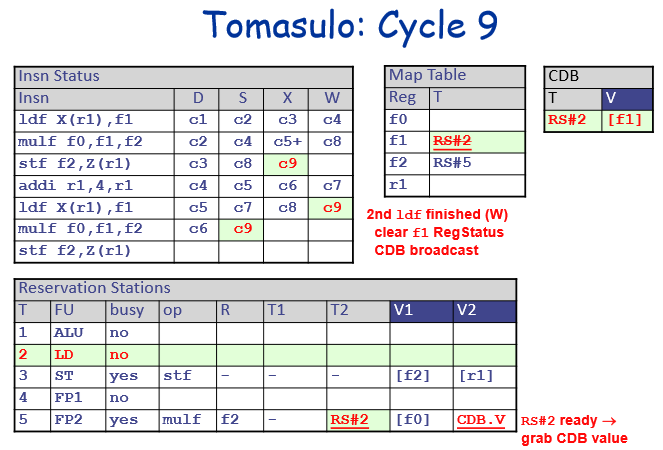 Tomasulo: Cycle 9
Insn Status
Insn D S X W
ldf X(r1),f1 c1 c2 c3 c4
mulf f0,f1,f2 c2 c4 c5+ c8
stf f2,Z(r1) c3 c8 c9
addi r1,4,r1 c4 c5 c6 c7
ldf X(r1),f1 c5 c7 c8 c9
mulf f0,f1,f2 c6 c9
stf f2,Z(r1)
Map Table
Reg T
f0
f1 RS#2
f2 RS#5
r1
CDB
T V
RS#2 [f1]
2nd ldf finished (W)
clear f1 RegStatus
CDB broadcast
Reservation Stations
T FU busy op R T1 T2 V1 V2
1 ALU no
2 LD no
3 ST yes stf - - - [f2] [r1]
4 FP1 no
5 FP2 yes mulf f2 - RS#2 [f0] CDB.V
RS#2 ready →
grab CDB value